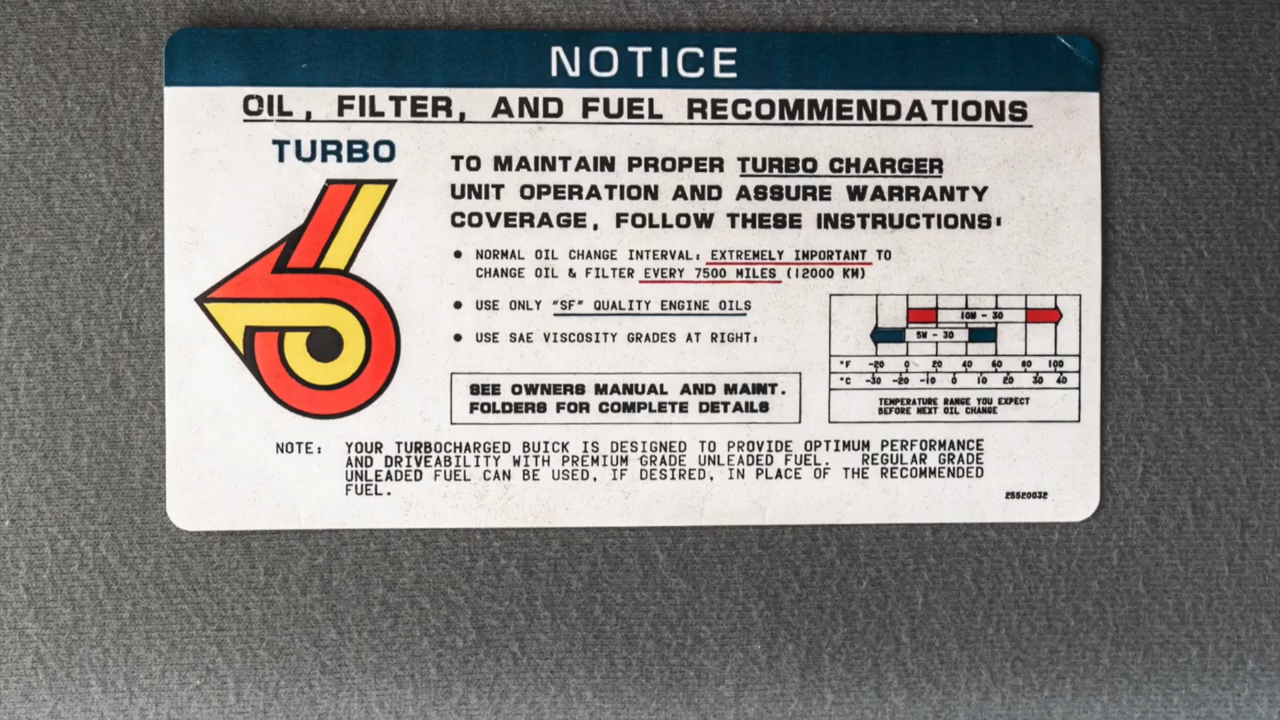 NOTICE
OIL, FILTER, AND FUEL RECOMMENDATIONS
TURBO
TO MAINTAIN PROPER TURBO CHARGER
UNIT OPERATION AND ASSURE WARRANTY
COVERAGE, FOLLOW THESE INSTRUCTIONS:
• NORMAL OIL CHANGE INTERVAL: EXTREMELY IMPORTANT TO
CHANGE OIL & FILTER EVERY 7500 MILES (12000 KM)
• USE ONLY "SF" QUALITY ENGINE OILS
• USE SAE VISCOSITY GRADES AT RIGHT:
SEE OWNERS MANUAL AND MAINT.
FOLDERS FOR COMPLETE DETAILS
10W - 30
5W - 30
°F -20 0 20 40 60 80 100
°C -30 -20 -10 0 10 20 30 40
TEMPERATURE RANGE YOU EXPECT
BEFORE NEXT OIL CHANGE
NOTE: YOUR TURBOCHARGED BUICK IS DESIGNED TO PROVIDE OPTIMUM PERFORMANCE
AND DRIVEABILITY WITH PREMIUM GRADE UNLEADED FUEL. REGULAR GRADE
UNLEADED FUEL CAN BE USED, IF DESIRED, IN PLACE OF THE RECOMMENDED
FUEL.
25520032